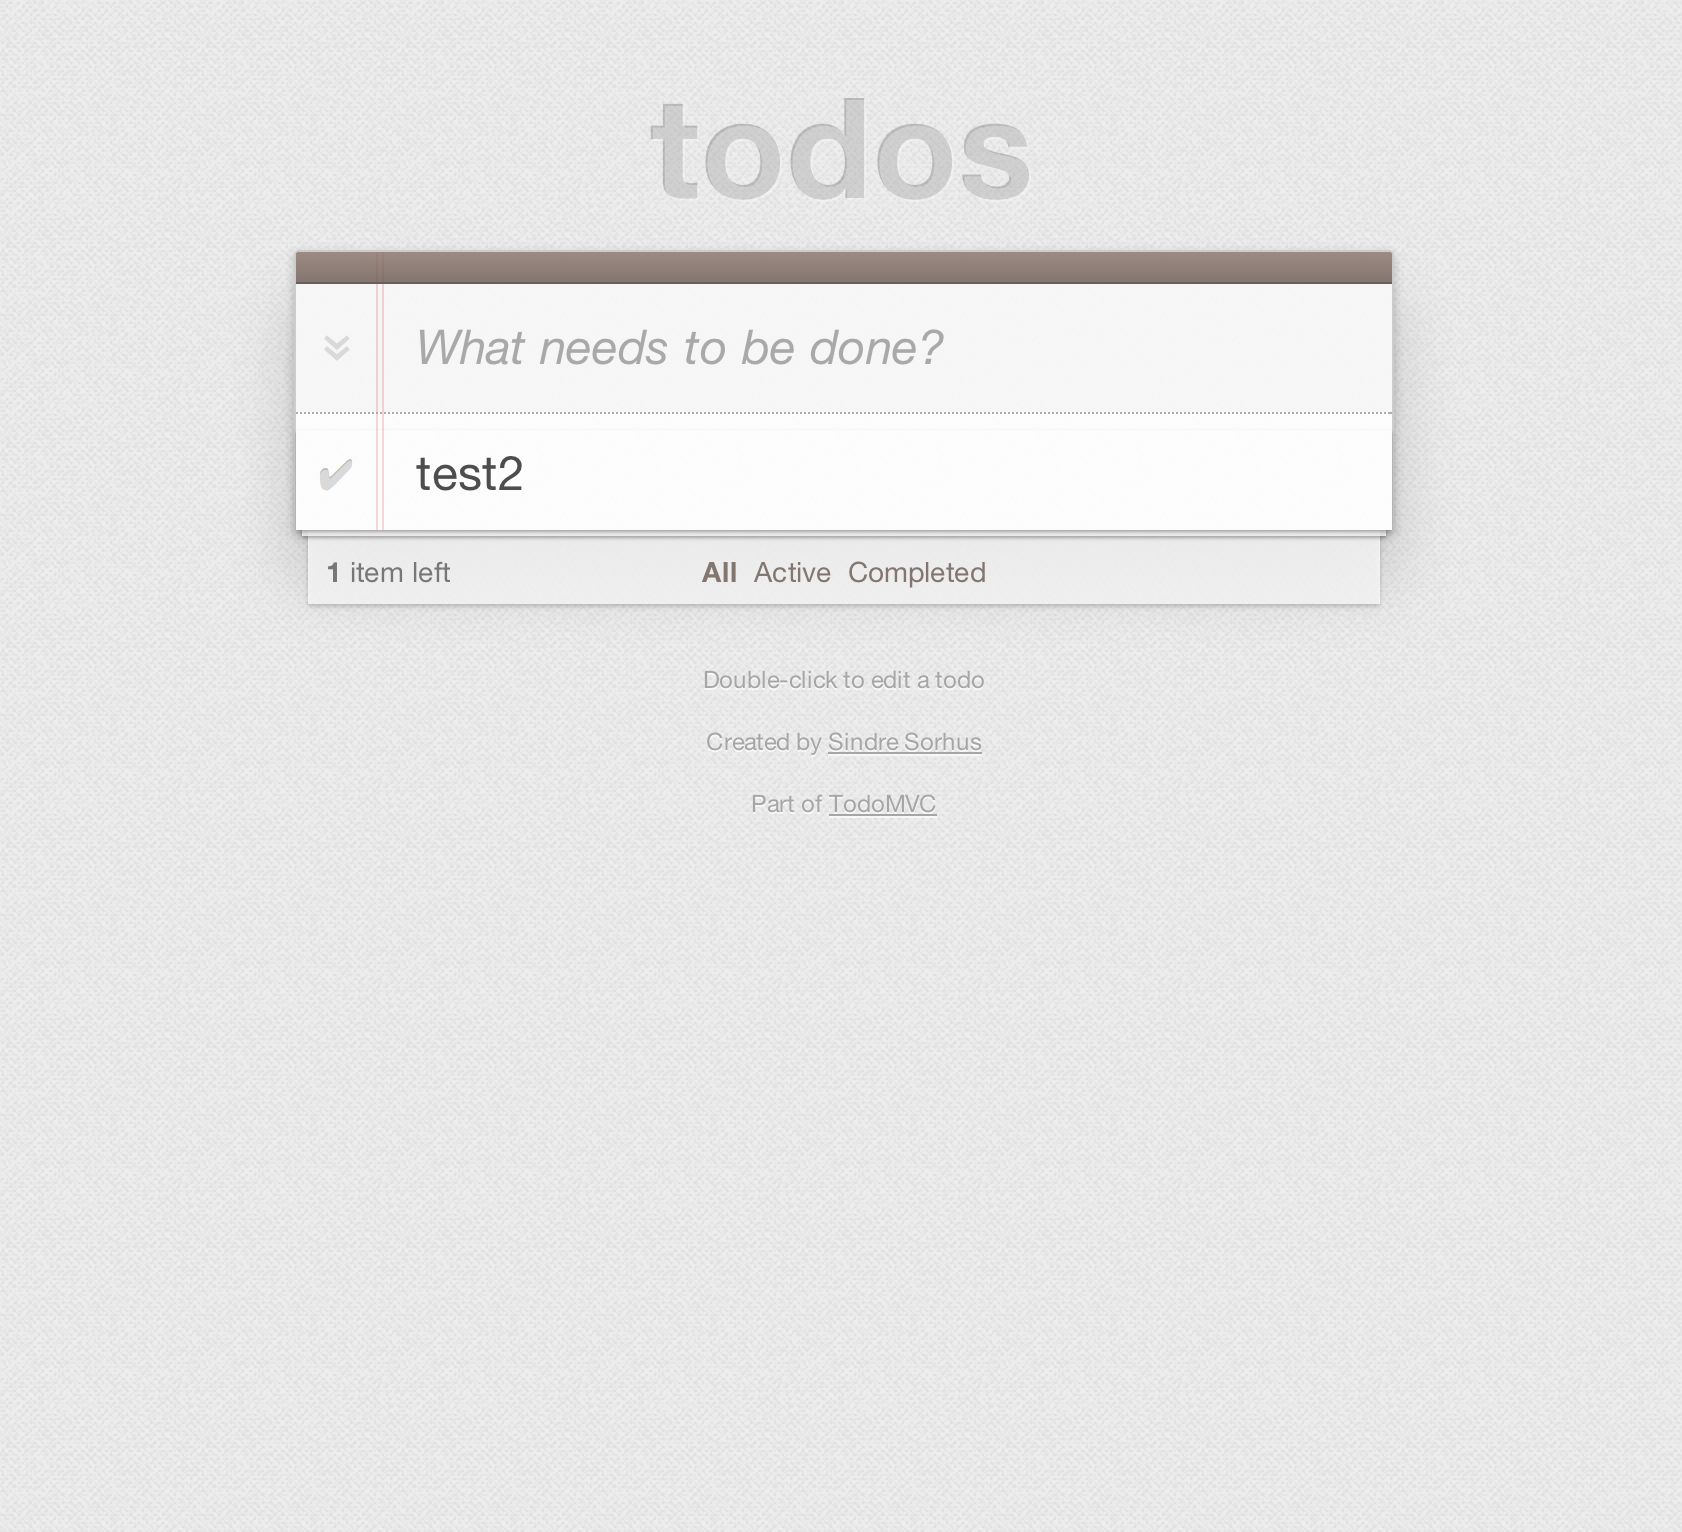 todos
What needs to be done?
test2
1 item left All Active Completed
Double-click to edit a todo
Created by Sindre Sorhus
Part of TodoMVC